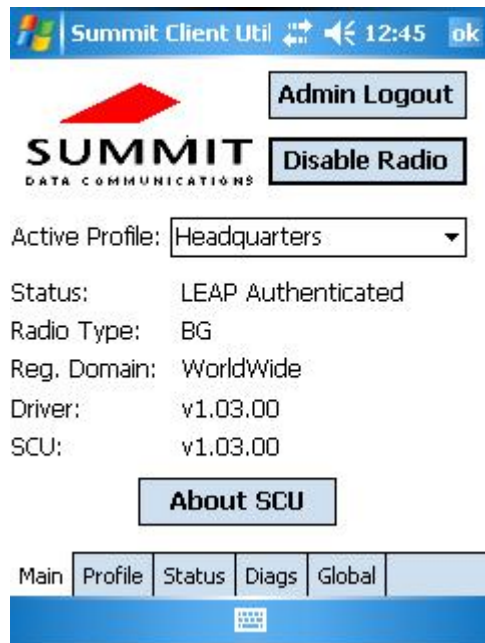 Summit Client Util 12:45 ok
Admin Logout
SUMMIT
DATA COMMUNICATIONS
Disable Radio
Active Profile: Headquarters
Status: LEAP Authenticated
Radio Type: BG
Reg. Domain: WorldWide
Driver: v1.03.00
SCU: v1.03.00
About SCU
Main Profile Status Diags Global